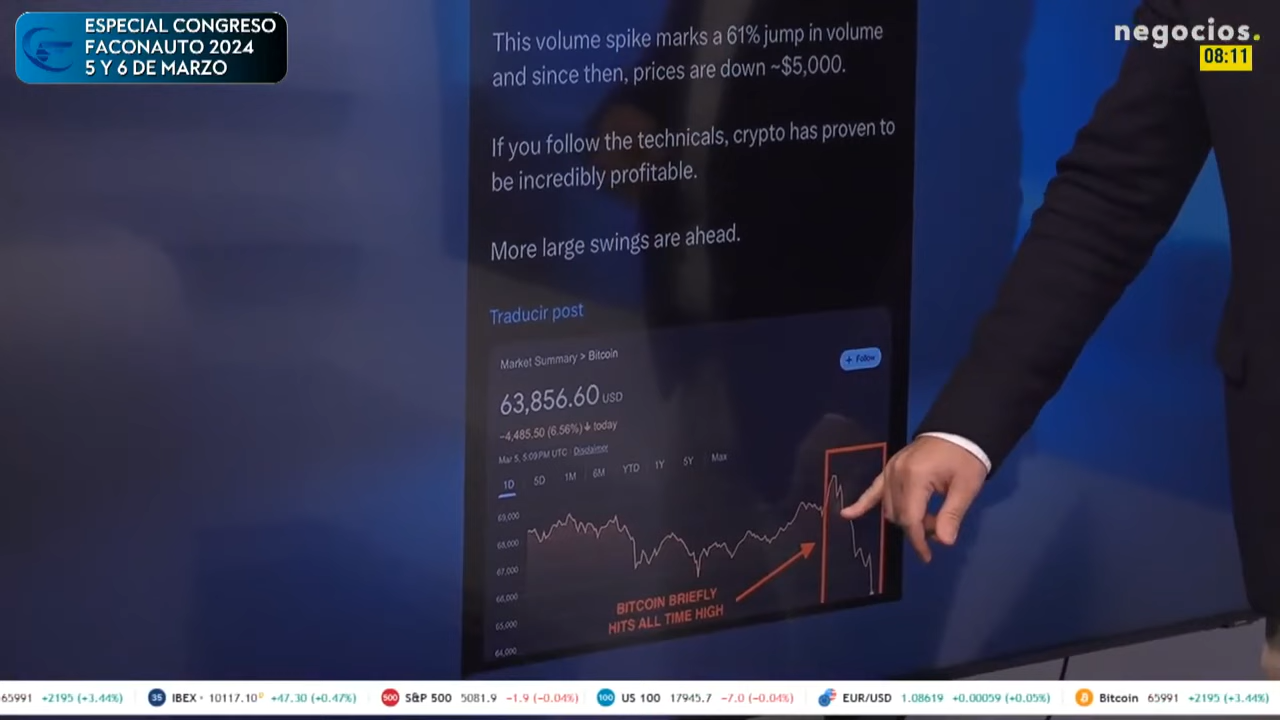 ESPECIAL CONGRESO
FACONAUTO 2024
5 Y 6 DE MARZO
negocios.
08:11
This volume spike marks a 61% jump in volume
and since then, prices are down ~$5,000.
If you follow the technicals, crypto has proven to
be incredibly profitable.
More large swings are ahead.
Traducir post
Market Summary > Bitcoin
+ Follow
63,856.60 USD
-4,485.50 (6.56%) ↓ today
Mar 5, 5:09 PM UTC · Disclaimer
1D 5D 1M 6M YTD 1Y 5Y Max
69,000
68,000
67,000
66,000
65,000
64,000
BITCOIN BRIEFLY
HITS ALL TIME HIGH
65991 +2195 (+3.44%) 35 IBEX 10117.10 +47.30 (+0.47%) 500 S&P 500 5081.9 -1.9 (-0.04%) 100 US 100 17945.7 -7.0 (-0.04%) EUR/USD 1.08619 +0.00059 (+0.05%) Bitcoin 65991 +2195 (+3.44%)